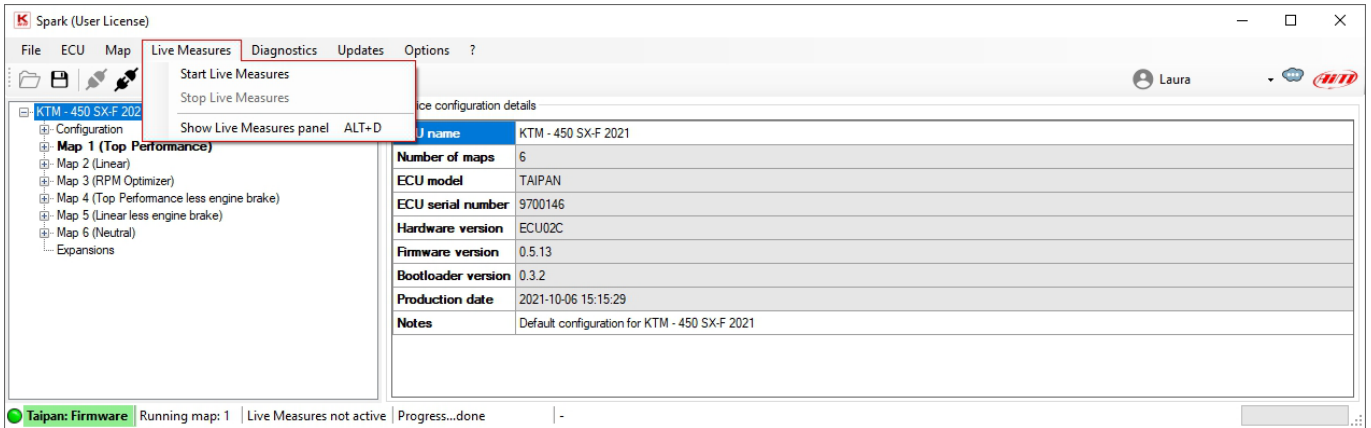 Spark (User License)
File ECU Map Live Measures Diagnostics Updates Options ?
Start Live Measures
Stop Live Measures
Show Live Measures panel ALT+D
Laura
AIM
KTM - 450 SX-F 202
Configuration
Map 1 (Top Performance)
Map 2 (Linear)
Map 3 (RPM Optimizer)
Map 4 (Top Performance less engine brake)
Map 5 (Linear less engine brake)
Map 6 (Neutral)
Expansions
ice configuration details
U name KTM - 450 SX-F 2021
Number of maps 6
ECU model TAIPAN
ECU serial number 9700146
Hardware version ECU02C
Firmware version 0.5.13
Bootloader version 0.3.2
Production date 2021-10-06 15:15:29
Notes Default configuration for KTM - 450 SX-F 2021
Taipan: Firmware Running map: 1 Live Measures not active Progress...done -